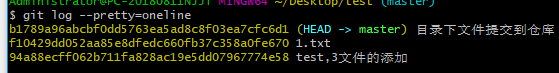 Administrator@PC-20180811NJJT MINGW64 ~/Desktop/test (master)
$ git log --pretty=oneline
b1789a96abcbf0dd5763ea5ad8c8f03ea7cfc6d1 (HEAD -> master) 目录下文件提交到仓库
f10429dd052aa85e8dfedc660fb37c358a0fe670 1.txt
94a88ecff062b711fa828ac19e5dd07967774e58 test,3文件的添加